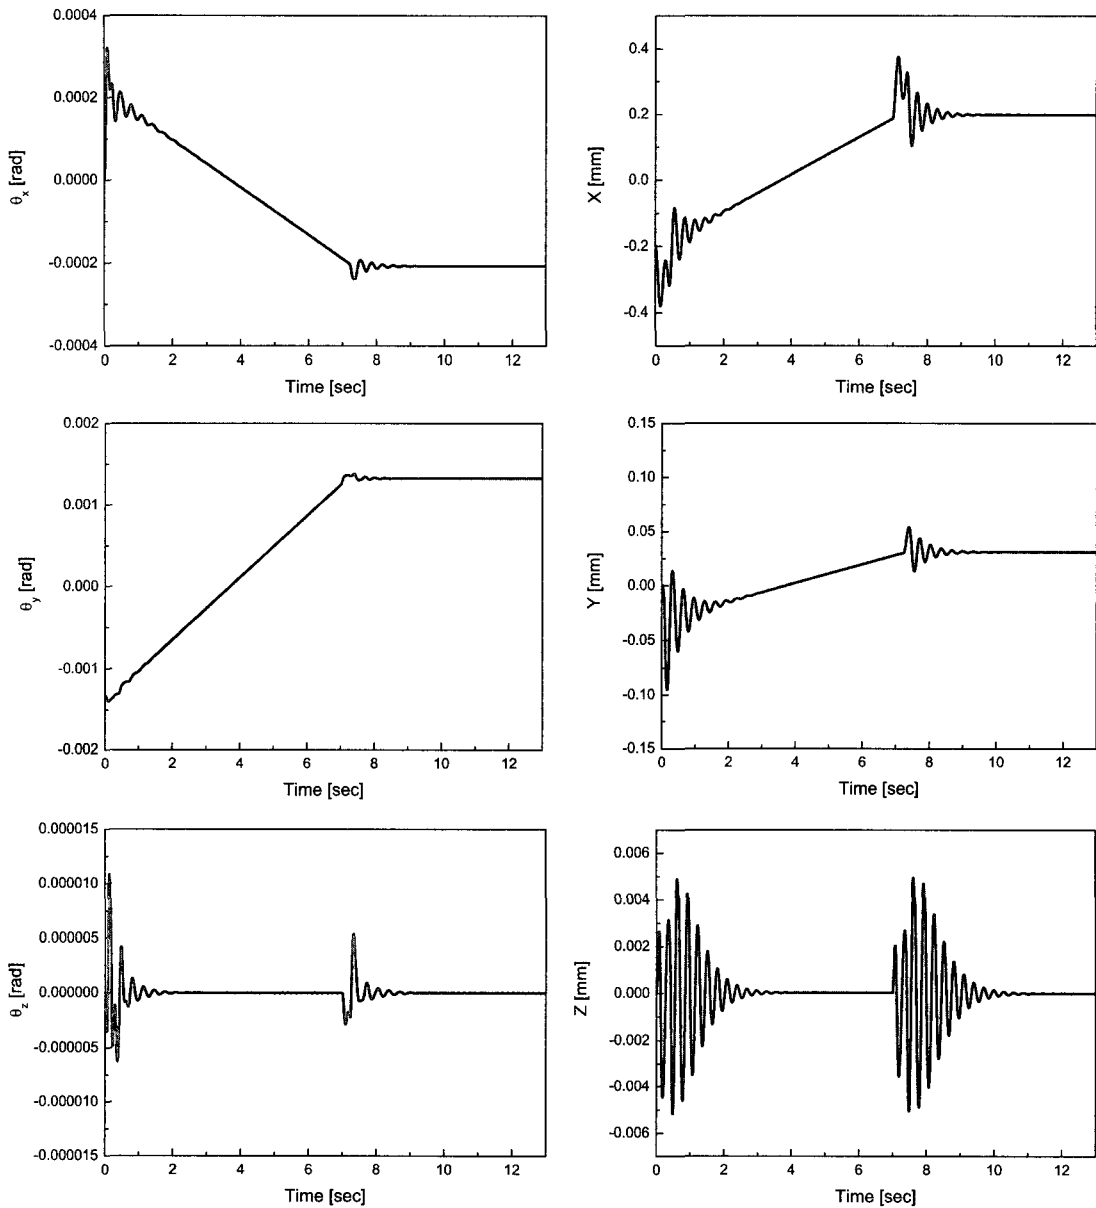 0.0004
0.0002
0.0000
-0.0002
-0.0004
θx [rad]
0 2 4 6 8 10 12
Time [sec]
0.4
0.2
0.0
-0.2
-0.4
X [mm]
0 2 4 6 8 10 12
Time [sec]
0.002
0.001
0.000
-0.001
-0.002
θy [rad]
0 2 4 6 8 10 12
Time [sec]
0.15
0.10
0.05
0.00
-0.05
-0.10
-0.15
Y [mm]
0 2 4 6 8 10 12
Time [sec]
0.000015
0.000010
0.000005
0.000000
-0.000005
-0.000010
-0.000015
θz [rad]
0 2 4 6 8 10 12
Time [sec]
0.006
0.004
0.002
0.000
-0.002
-0.004
-0.006
Z [mm]
0 2 4 6 8 10 12
Time [sec]